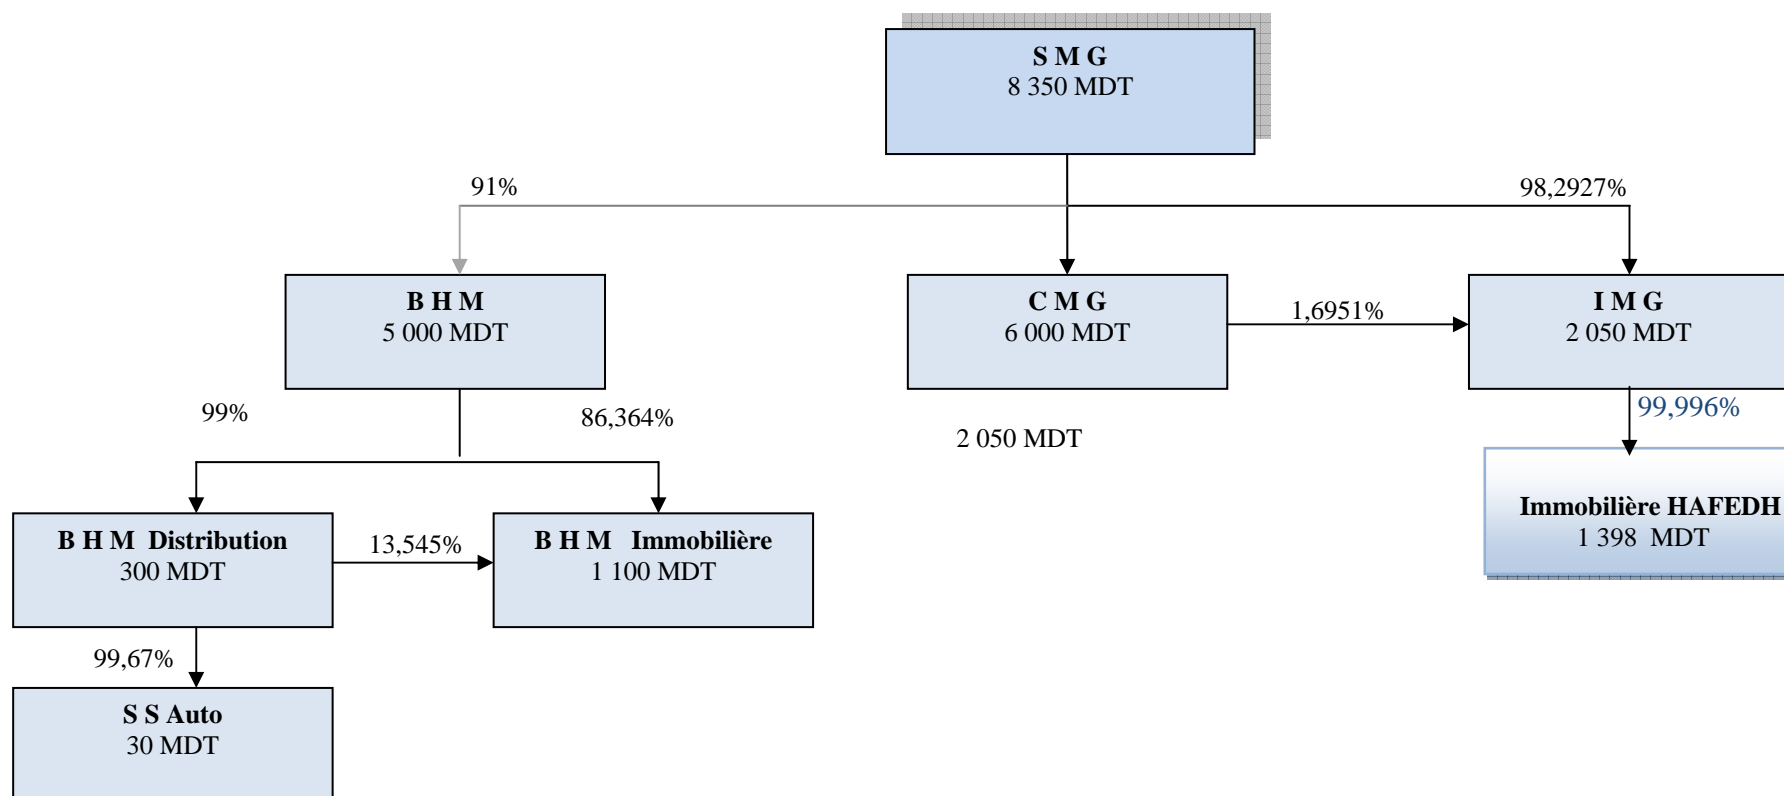 S M G
8 350 MDT
91%
98,2927%
B H M
5 000 MDT
C M G
6 000 MDT
1,6951%
I M G
2 050 MDT
99%
86,364%
2 050 MDT
99,996%
B H M Distribution
300 MDT
13,545%
B H M Immobilière
1 100 MDT
Immobilière HAFEDH
1 398 MDT
99,67%
S S Auto
30 MDT